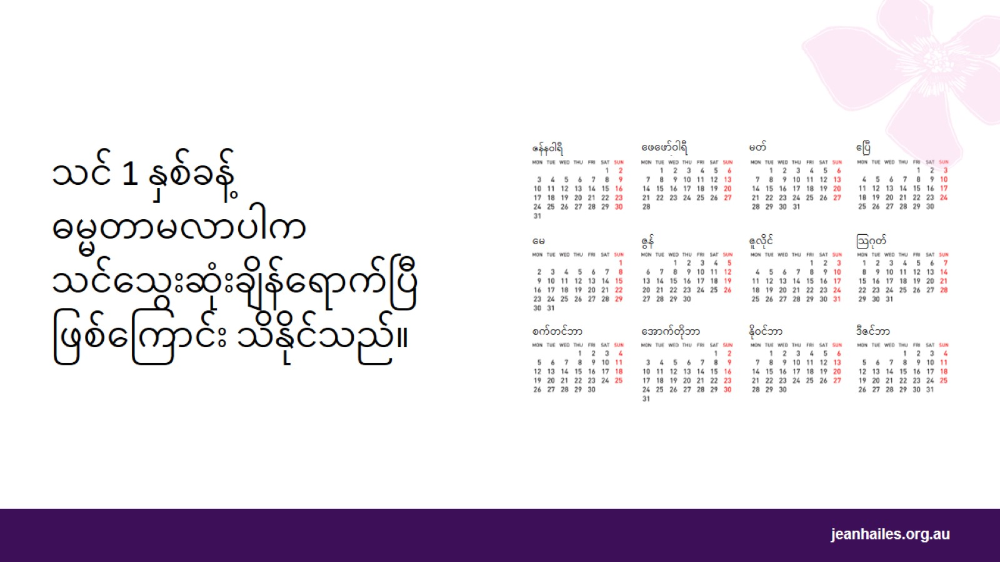 သင် 1 နှစ်ခန့်
ဓမ္မတာမလာပါက
သင်သွေးဆုံးချိန်ရောက်ပြီ
ဖြစ်ကြောင်း သိနိုင်သည်။
ဇန်နဝါရီ
MON TUE WED THU FRI SAT SUN
1 2
3 4 5 6 7 8 9
10 11 12 13 14 15 16
17 18 19 20 21 22 23
24 25 26 27 28 29 30
31
ဖေဖော်ဝါရီ
MON TUE WED THU FRI SAT SUN
1 2 3 4 5 6
7 8 9 10 11 12 13
14 15 16 17 18 19 20
21 22 23 24 25 26 27
28
မတ်
MON TUE WED THU FRI SAT SUN
1 2 3 4 5 6
7 8 9 10 11 12 13
14 15 16 17 18 19 20
21 22 23 24 25 26 27
28 29 30 31
ဧပြီ
MON TUE WED THU FRI SAT SUN
1 2 3
4 5 6 7 8 9 10
11 12 13 14 15 16 17
18 19 20 21 22 23 24
25 26 27 28 29 30
မေ
MON TUE WED THU FRI SAT SUN
1
2 3 4 5 6 7 8
9 10 11 12 13 14 15
16 17 18 19 20 21 22
23 24 25 26 27 28 29
30 31
ဇွန်
MON TUE WED THU FRI SAT SUN
1 2 3 4 5
6 7 8 9 10 11 12
13 14 15 16 17 18 19
20 21 22 23 24 25 26
27 28 29 30
ဇူလိုင်
MON TUE WED THU FRI SAT SUN
1 2 3
4 5 6 7 8 9 10
11 12 13 14 15 16 17
18 19 20 21 22 23 24
25 26 27 28 29 30 31
ဩဂုတ်
MON TUE WED THU FRI SAT SUN
1 2 3 4 5 6 7
8 9 10 11 12 13 14
15 16 17 18 19 20 21
22 23 24 25 26 27 28
29 30 31
စက်တင်ဘာ
MON TUE WED THU FRI SAT SUN
1 2 3 4
5 6 7 8 9 10 11
12 13 14 15 16 17 18
19 20 21 22 23 24 25
26 27 28 29 30
အောက်တိုဘာ
MON TUE WED THU FRI SAT SUN
1 2
3 4 5 6 7 8 9
10 11 12 13 14 15 16
17 18 19 20 21 22 23
24 25 26 27 28 29 30
31
နိုဝင်ဘာ
MON TUE WED THU FRI SAT SUN
1 2 3 4 5 6
7 8 9 10 11 12 13
14 15 16 17 18 19 20
21 22 23 24 25 26 27
28 29 30
ဒီဇင်ဘာ
MON TUE WED THU FRI SAT SUN
1 2 3 4
5 6 7 8 9 10 11
12 13 14 15 16 17 18
19 20 21 22 23 24 25
26 27 28 29 30 31
jeanhailes.org.au